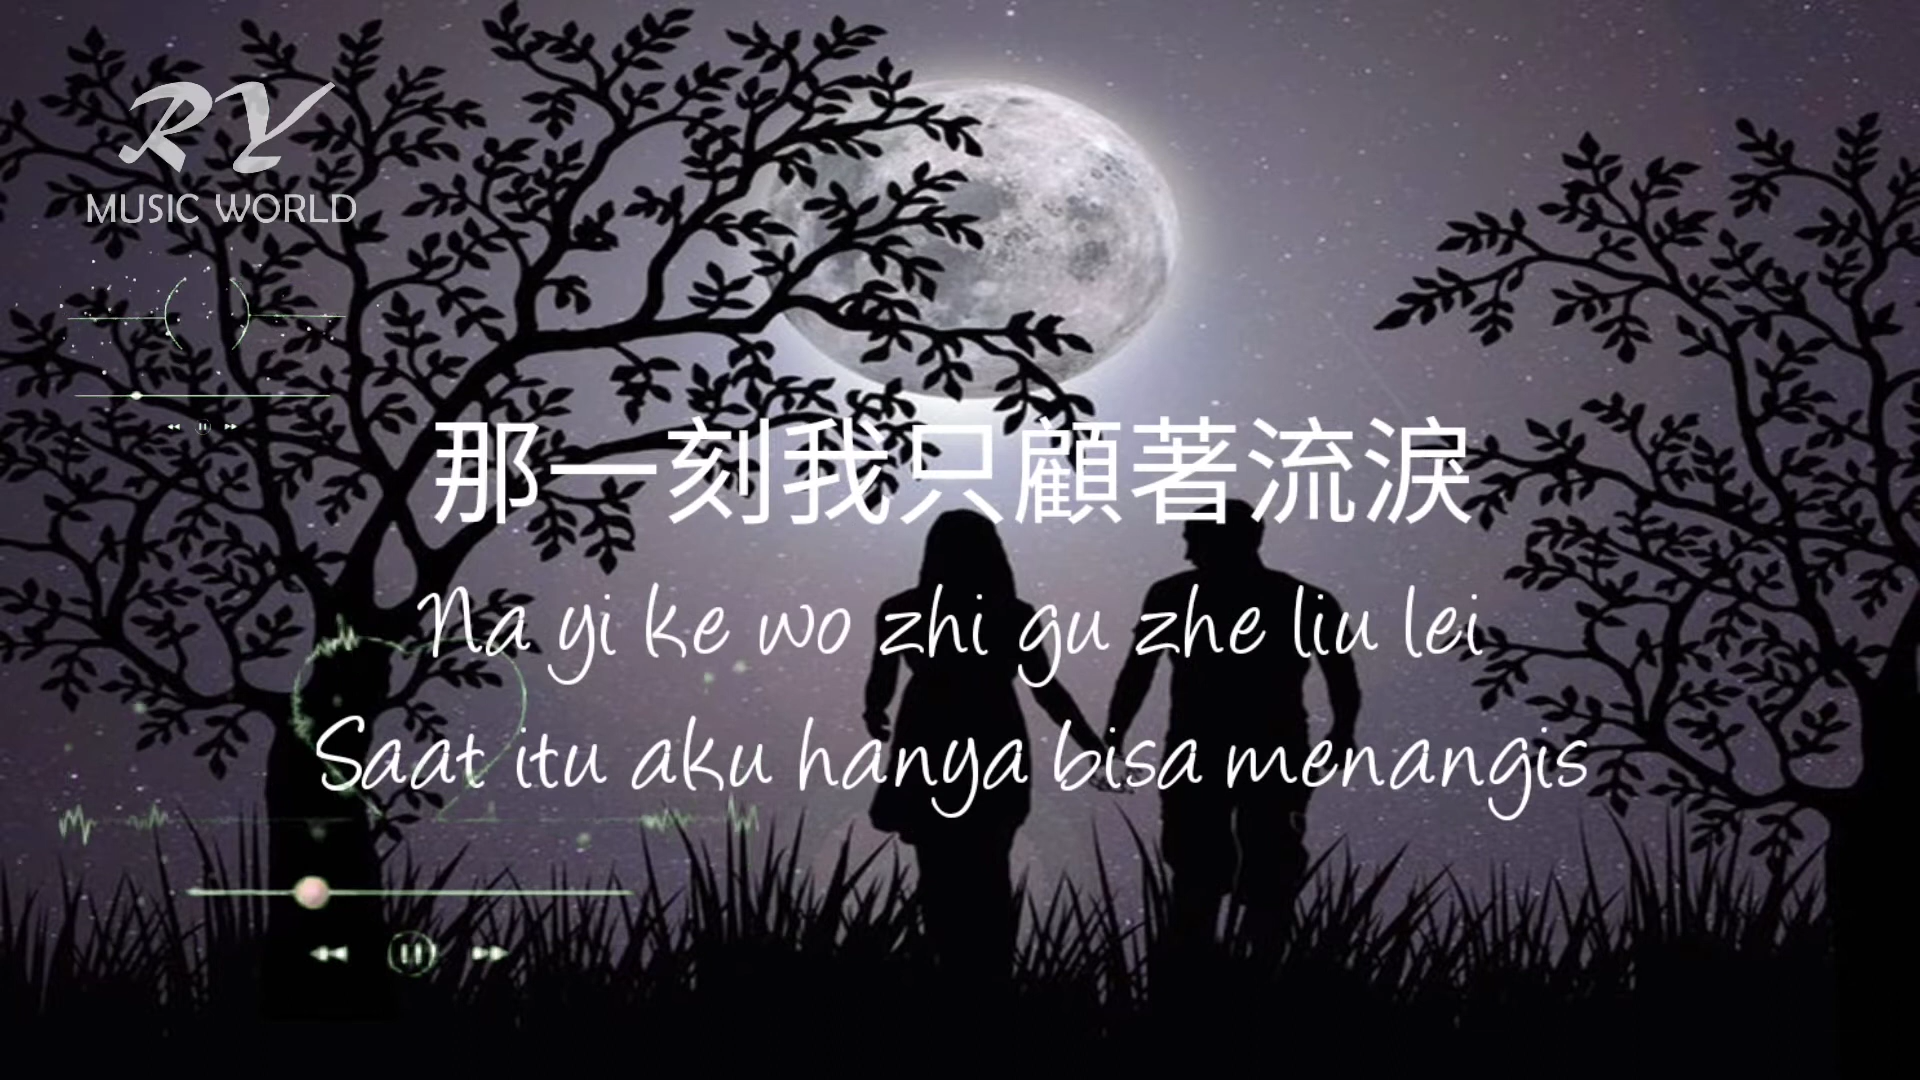 RY
MUSIC WORLD
那一刻我只顧著流淚
Na yi ke wo zhi gu zhe liu lei
Saat itu aku hanya bisa menangis